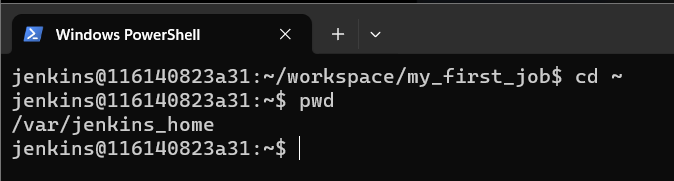 Windows PowerShell
jenkins@116140823a31:~/workspace/my_first_job$ cd ~
jenkins@116140823a31:~$ pwd
/var/jenkins_home
jenkins@116140823a31:~$